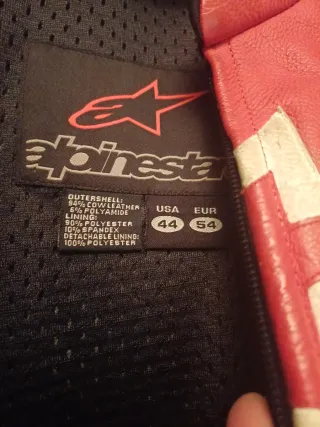 alpinestar
OUTERSHELL:
94% COW LEATHER
6% POLYAMIDE
LINING:
90% POLYESTER
10% SPANDEX
DETACHABLE LINING:
100% POLYESTER
USA EUR
44 54